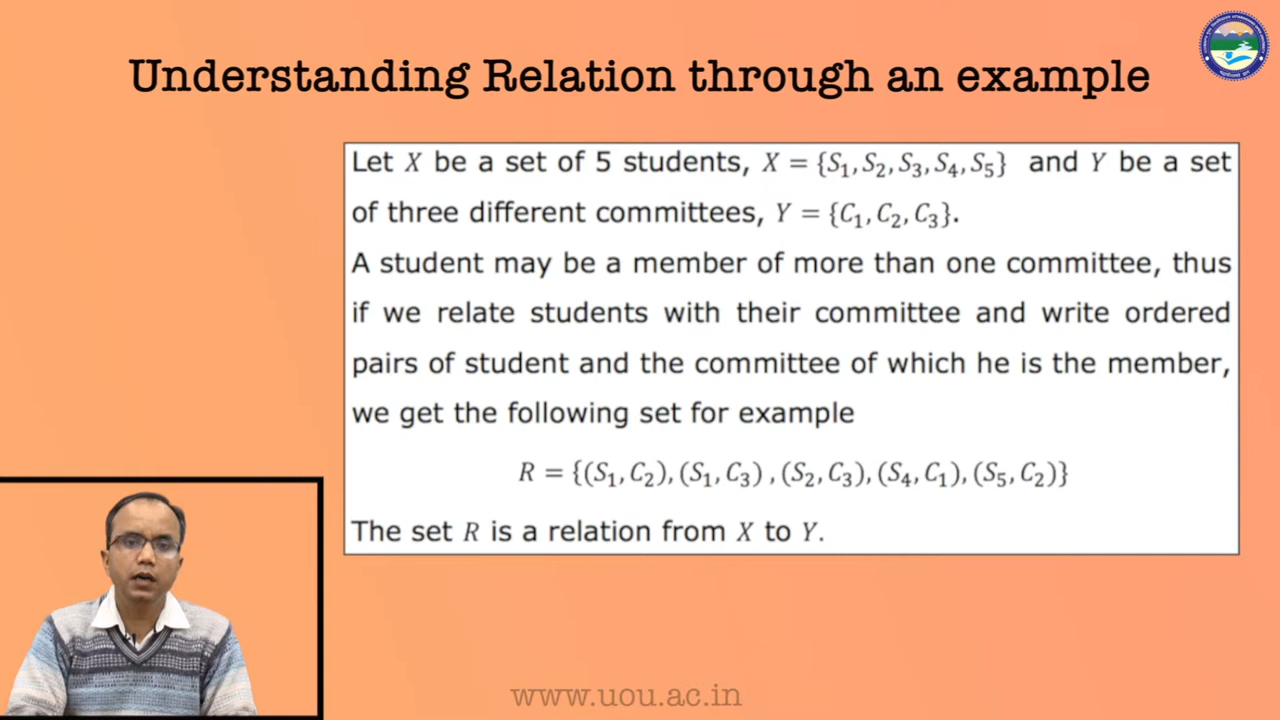 Understanding Relation through an example
Let X be a set of 5 students, X = {S₁, S₂, S₃, S₄, S₅} and Y be a set
of three different committees, Y = {C₁, C₂, C₃}.
A student may be a member of more than one committee, thus
if we relate students with their committee and write ordered
pairs of student and the committee of which he is the member,
we get the following set for example
R = {(S₁, C₂), (S₁, C₃) , (S₂, C₃), (S₄, C₁), (S₅, C₂)}
The set R is a relation from X to Y.
www.uou.ac.in